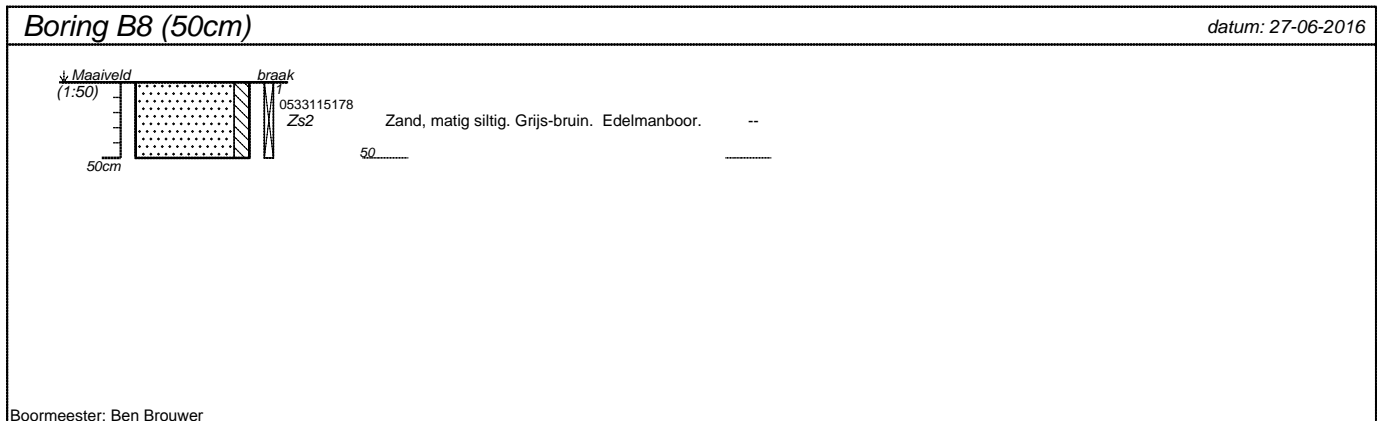 Boring B8 (50cm) datum: 27-06-2016
Maaiveld braak
(1:50) 1
0533115178
Zs2 Zand, matig siltig. Grijs-bruin. Edelmanboor. --
50
50cm
Boormeester: Ben Brouwer